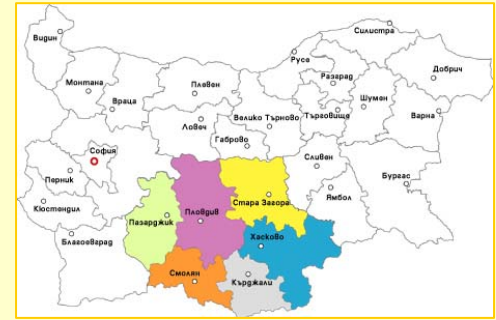 Видин
Силистра
Русе
Монтана
Плевен
Разград
Добрич
Враца
Шумен
Ловеч
Велико Търново
Търговище
Варна
Габрово
София
Перник
Сливен
Бургас
Кюстендил
Стара Загора
Ямбол
Пазарджик
Пловдив
Благоевград
Хасково
Смолян
Кърджали